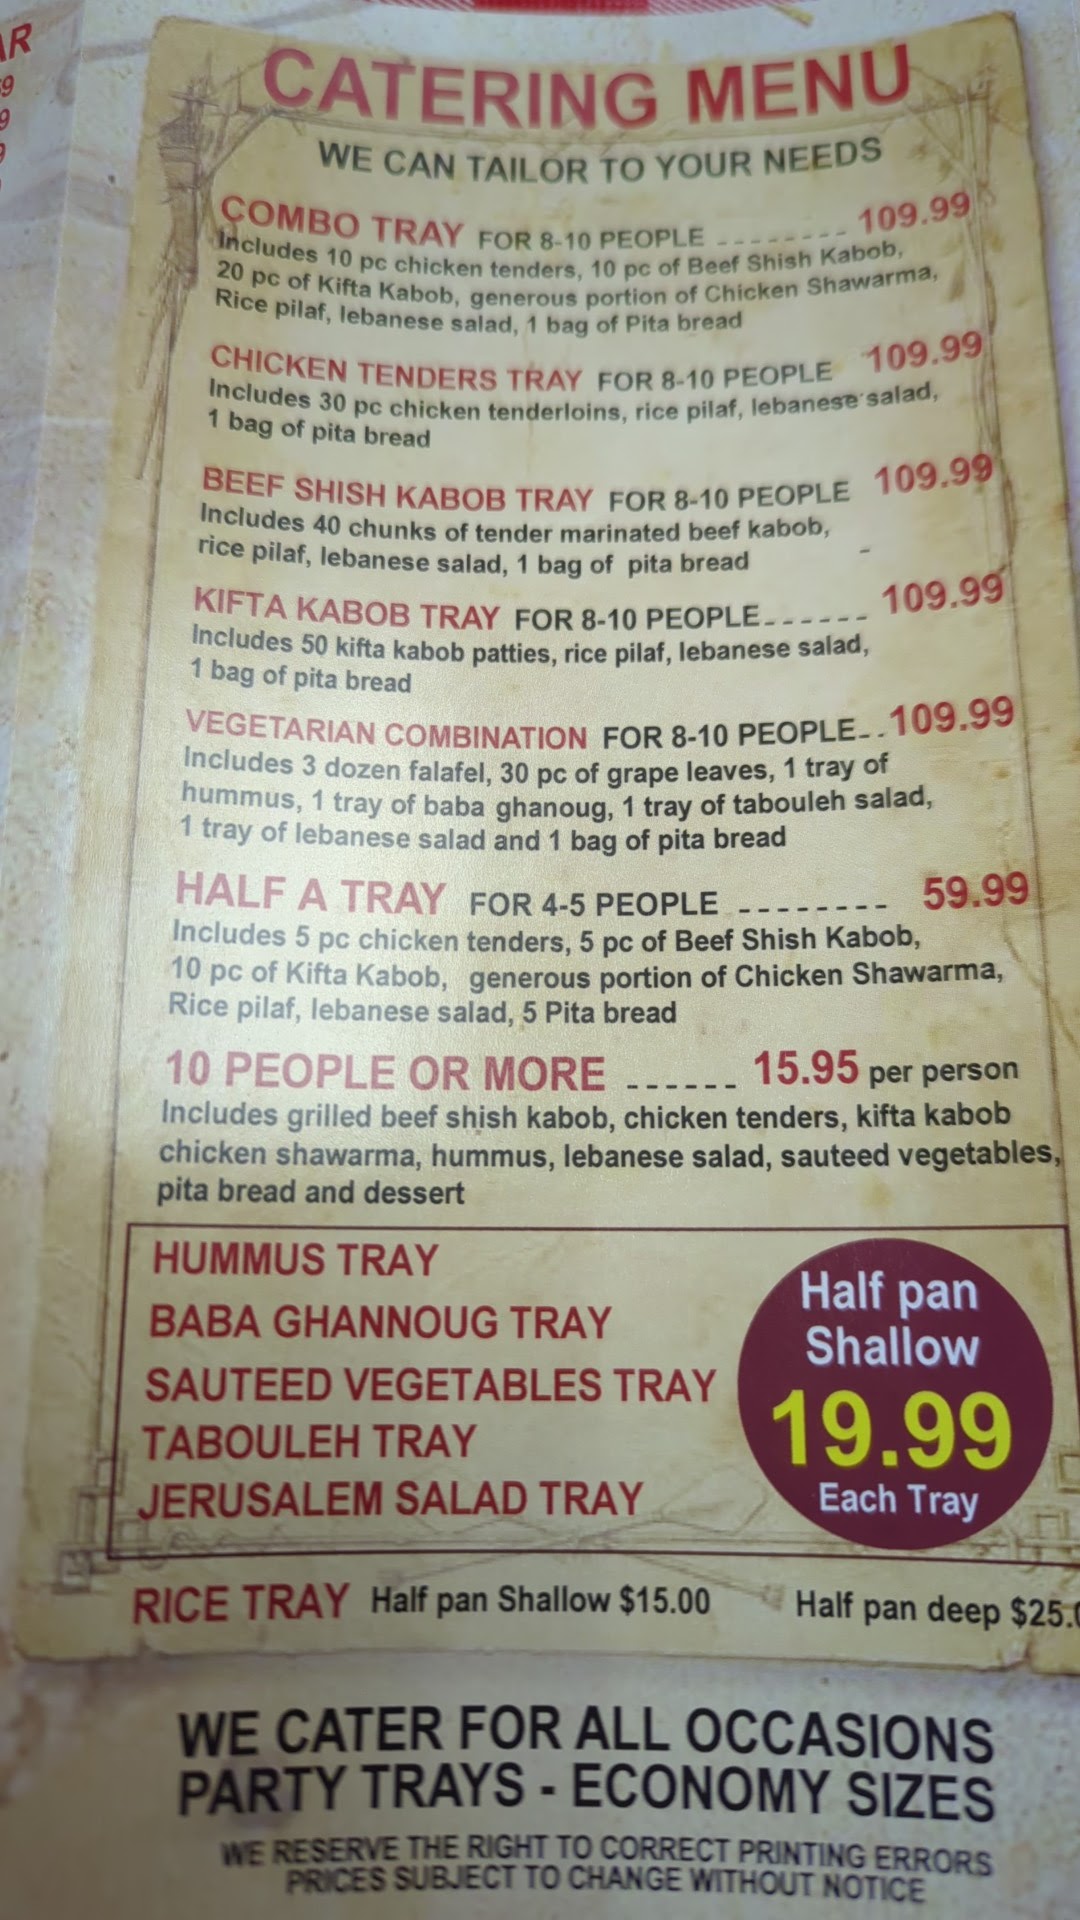 AR
9
9
CATERING MENU
WE CAN TAILOR TO YOUR NEEDS
COMBO TRAY FOR 8-10 PEOPLE -------- 109.99
Includes 10 pc chicken tenders, 10 pc of Beef Shish Kabob,
20 pc of Kifta Kabob, generous portion of Chicken Shawarma,
Rice pilaf, lebanese salad, 1 bag of Pita bread
CHICKEN TENDERS TRAY FOR 8-10 PEOPLE 109.99
Includes 30 pc chicken tenderloins, rice pilaf, lebanese salad,
1 bag of pita bread
BEEF SHISH KABOB TRAY FOR 8-10 PEOPLE 109.99
Includes 40 chunks of tender marinated beef kabob,
rice pilaf, lebanese salad, 1 bag of pita bread
KIFTA KABOB TRAY FOR 8-10 PEOPLE------ 109.99
Includes 50 kifta kabob patties, rice pilaf, lebanese salad,
1 bag of pita bread
VEGETARIAN COMBINATION FOR 8-10 PEOPLE-- 109.99
Includes 3 dozen falafel, 30 pc of grape leaves, 1 tray of
hummus, 1 tray of baba ghanoug, 1 tray of tabouleh salad,
1 tray of lebanese salad and 1 bag of pita bread
HALF A TRAY FOR 4-5 PEOPLE -------- 59.99
Includes 5 pc chicken tenders, 5 pc of Beef Shish Kabob,
10 pc of Kifta Kabob, generous portion of Chicken Shawarma,
Rice pilaf, lebanese salad, 5 Pita bread
10 PEOPLE OR MORE ------ 15.95 per person
Includes grilled beef shish kabob, chicken tenders, kifta kabob
chicken shawarma, hummus, lebanese salad, sauteed vegetables,
pita bread and dessert
HUMMUS TRAY
BABA GHANNOUG TRAY
SAUTEED VEGETABLES TRAY
TABOULEH TRAY
JERUSALEM SALAD TRAY
Half pan
Shallow
19.99
Each Tray
RICE TRAY Half pan Shallow $15.00 Half pan deep $25.0
WE CATER FOR ALL OCCASIONS
PARTY TRAYS - ECONOMY SIZES
WE RESERVE THE RIGHT TO CORRECT PRINTING ERRORS
PRICES SUBJECT TO CHANGE WITHOUT NOTICE